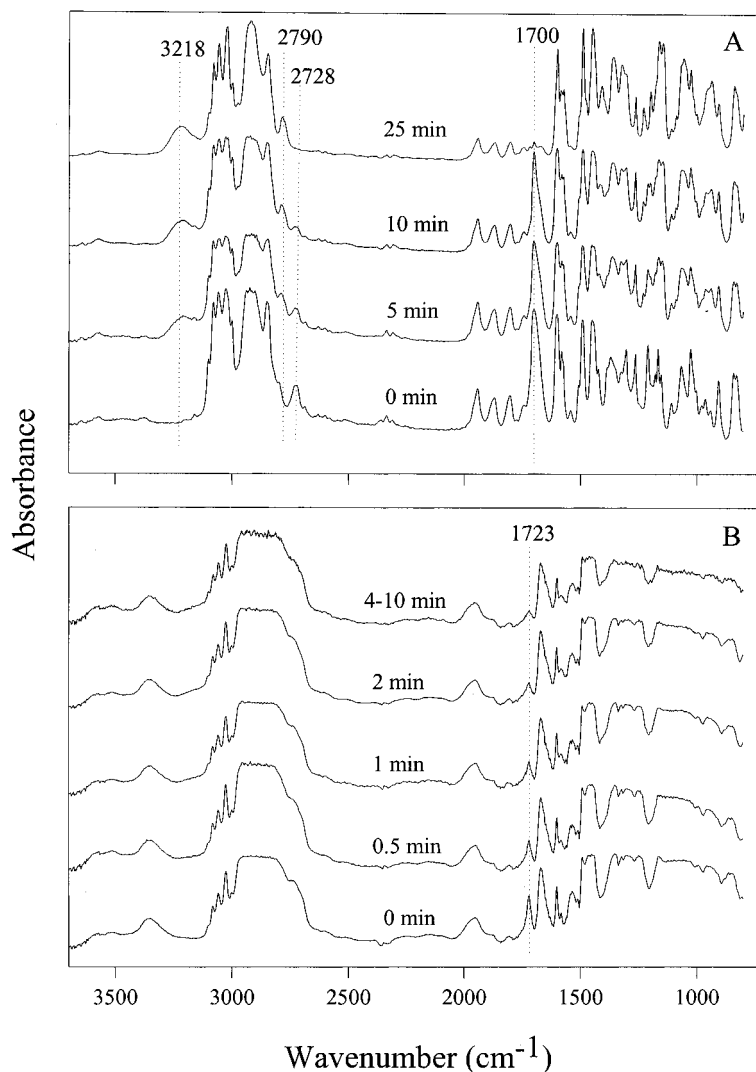 A
3218
2790
2728
1700
25 min
10 min
5 min
0 min
Absorbance
B
1723
4-10 min
2 min
1 min
0.5 min
0 min
3500 3000 2500 2000 1500 1000
Wavenumber (cm-1)